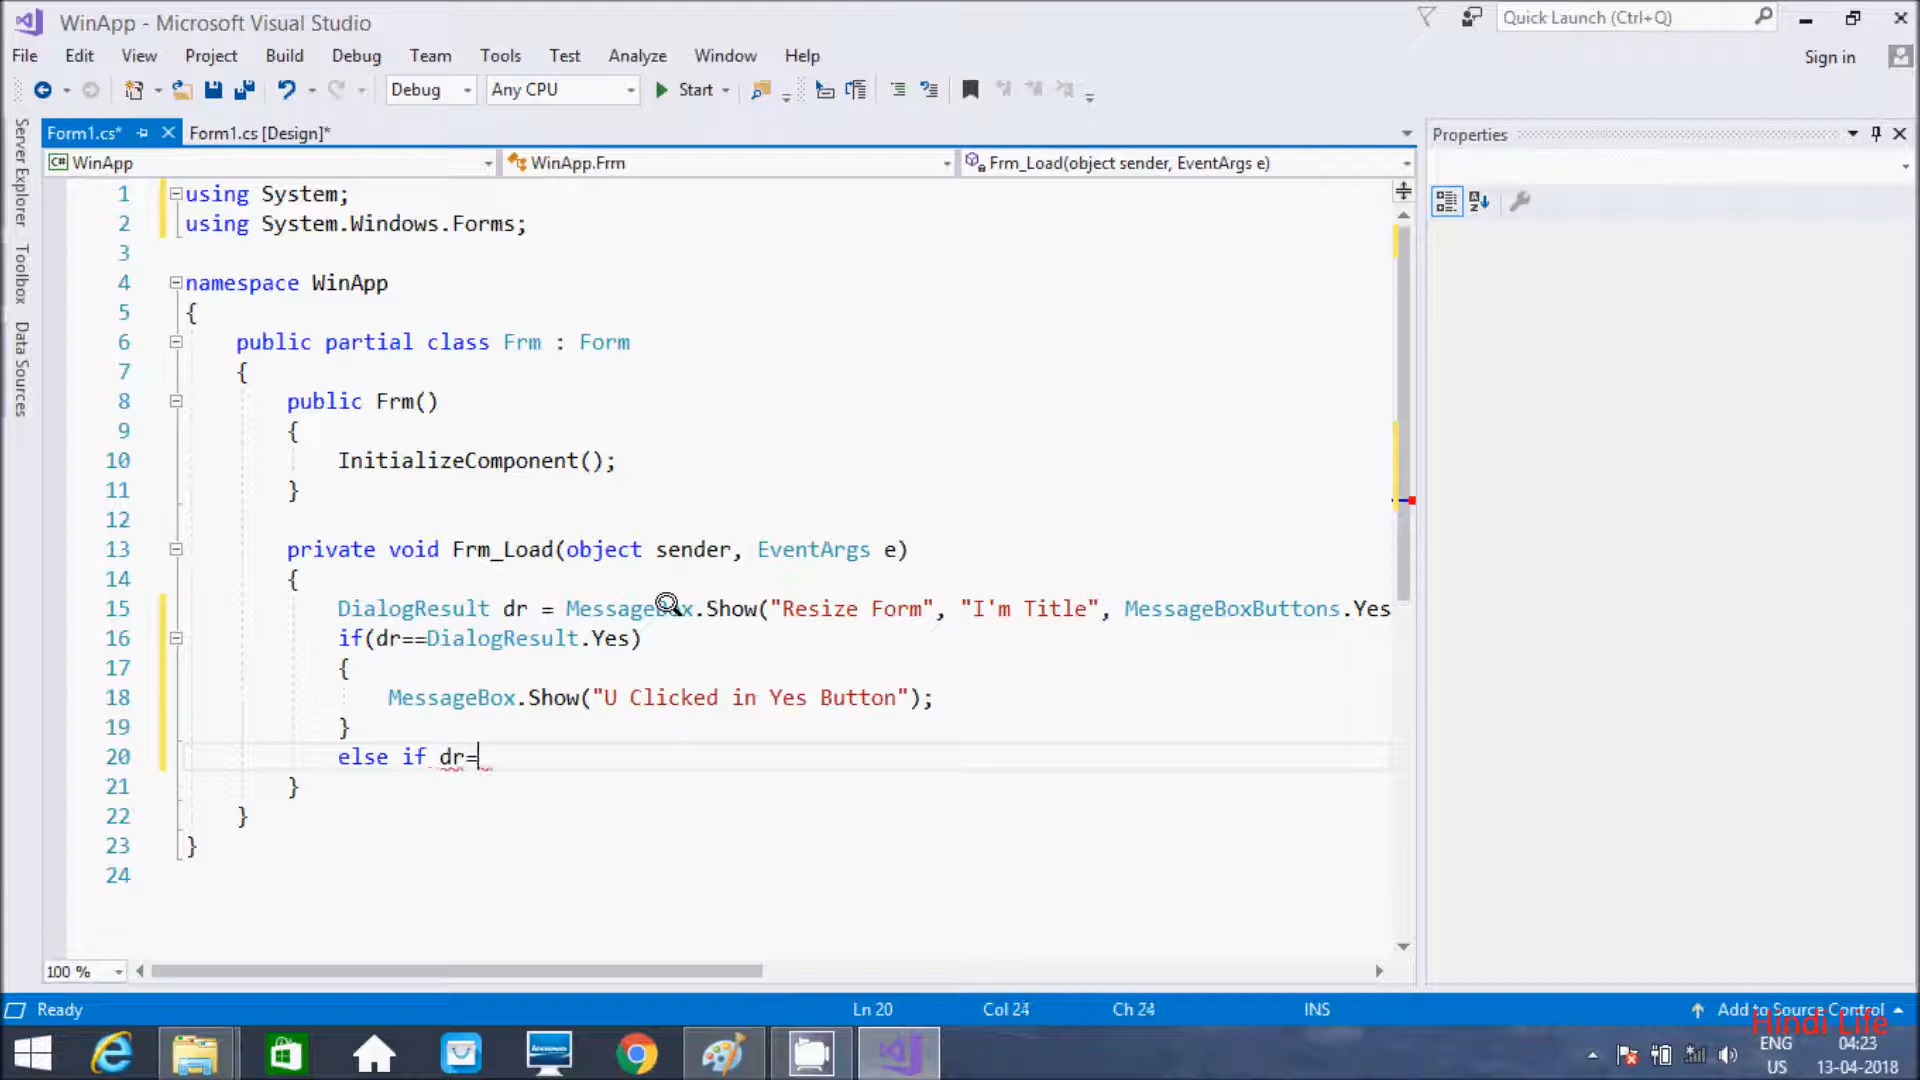 WinApp - Microsoft Visual Studio
Quick Launch (Ctrl+Q)
File Edit View Project Build Debug Team Tools Test Analyze Window Help
Sign in
Debug Any CPU Start
Form1.cs* Form1.cs [Design]*
Properties
C# WinApp WinApp.Frm Frm_Load(object sender, EventArgs e)
Server Explorer
Toolbox
Data Sources
1 using System;
2 using System.Windows.Forms;
3
4 namespace WinApp
5 {
6 public partial class Frm : Form
7 {
8 public Frm()
9 {
10 InitializeComponent();
11 }
12
13 private void Frm_Load(object sender, EventArgs e)
14 {
15 DialogResult dr = MessageBox.Show("Resize Form", "I'm Title", MessageBoxButtons.Yes
16 if(dr==DialogResult.Yes)
17 {
18 MessageBox.Show("U Clicked in Yes Button");
19 }
20 else if dr=
21 }
22 }
23 }
24
100 %
Ready Ln 20 Col 24 Ch 24 INS Add to Source Control
Hindi Life
ENG 04:23
US 13-04-2018